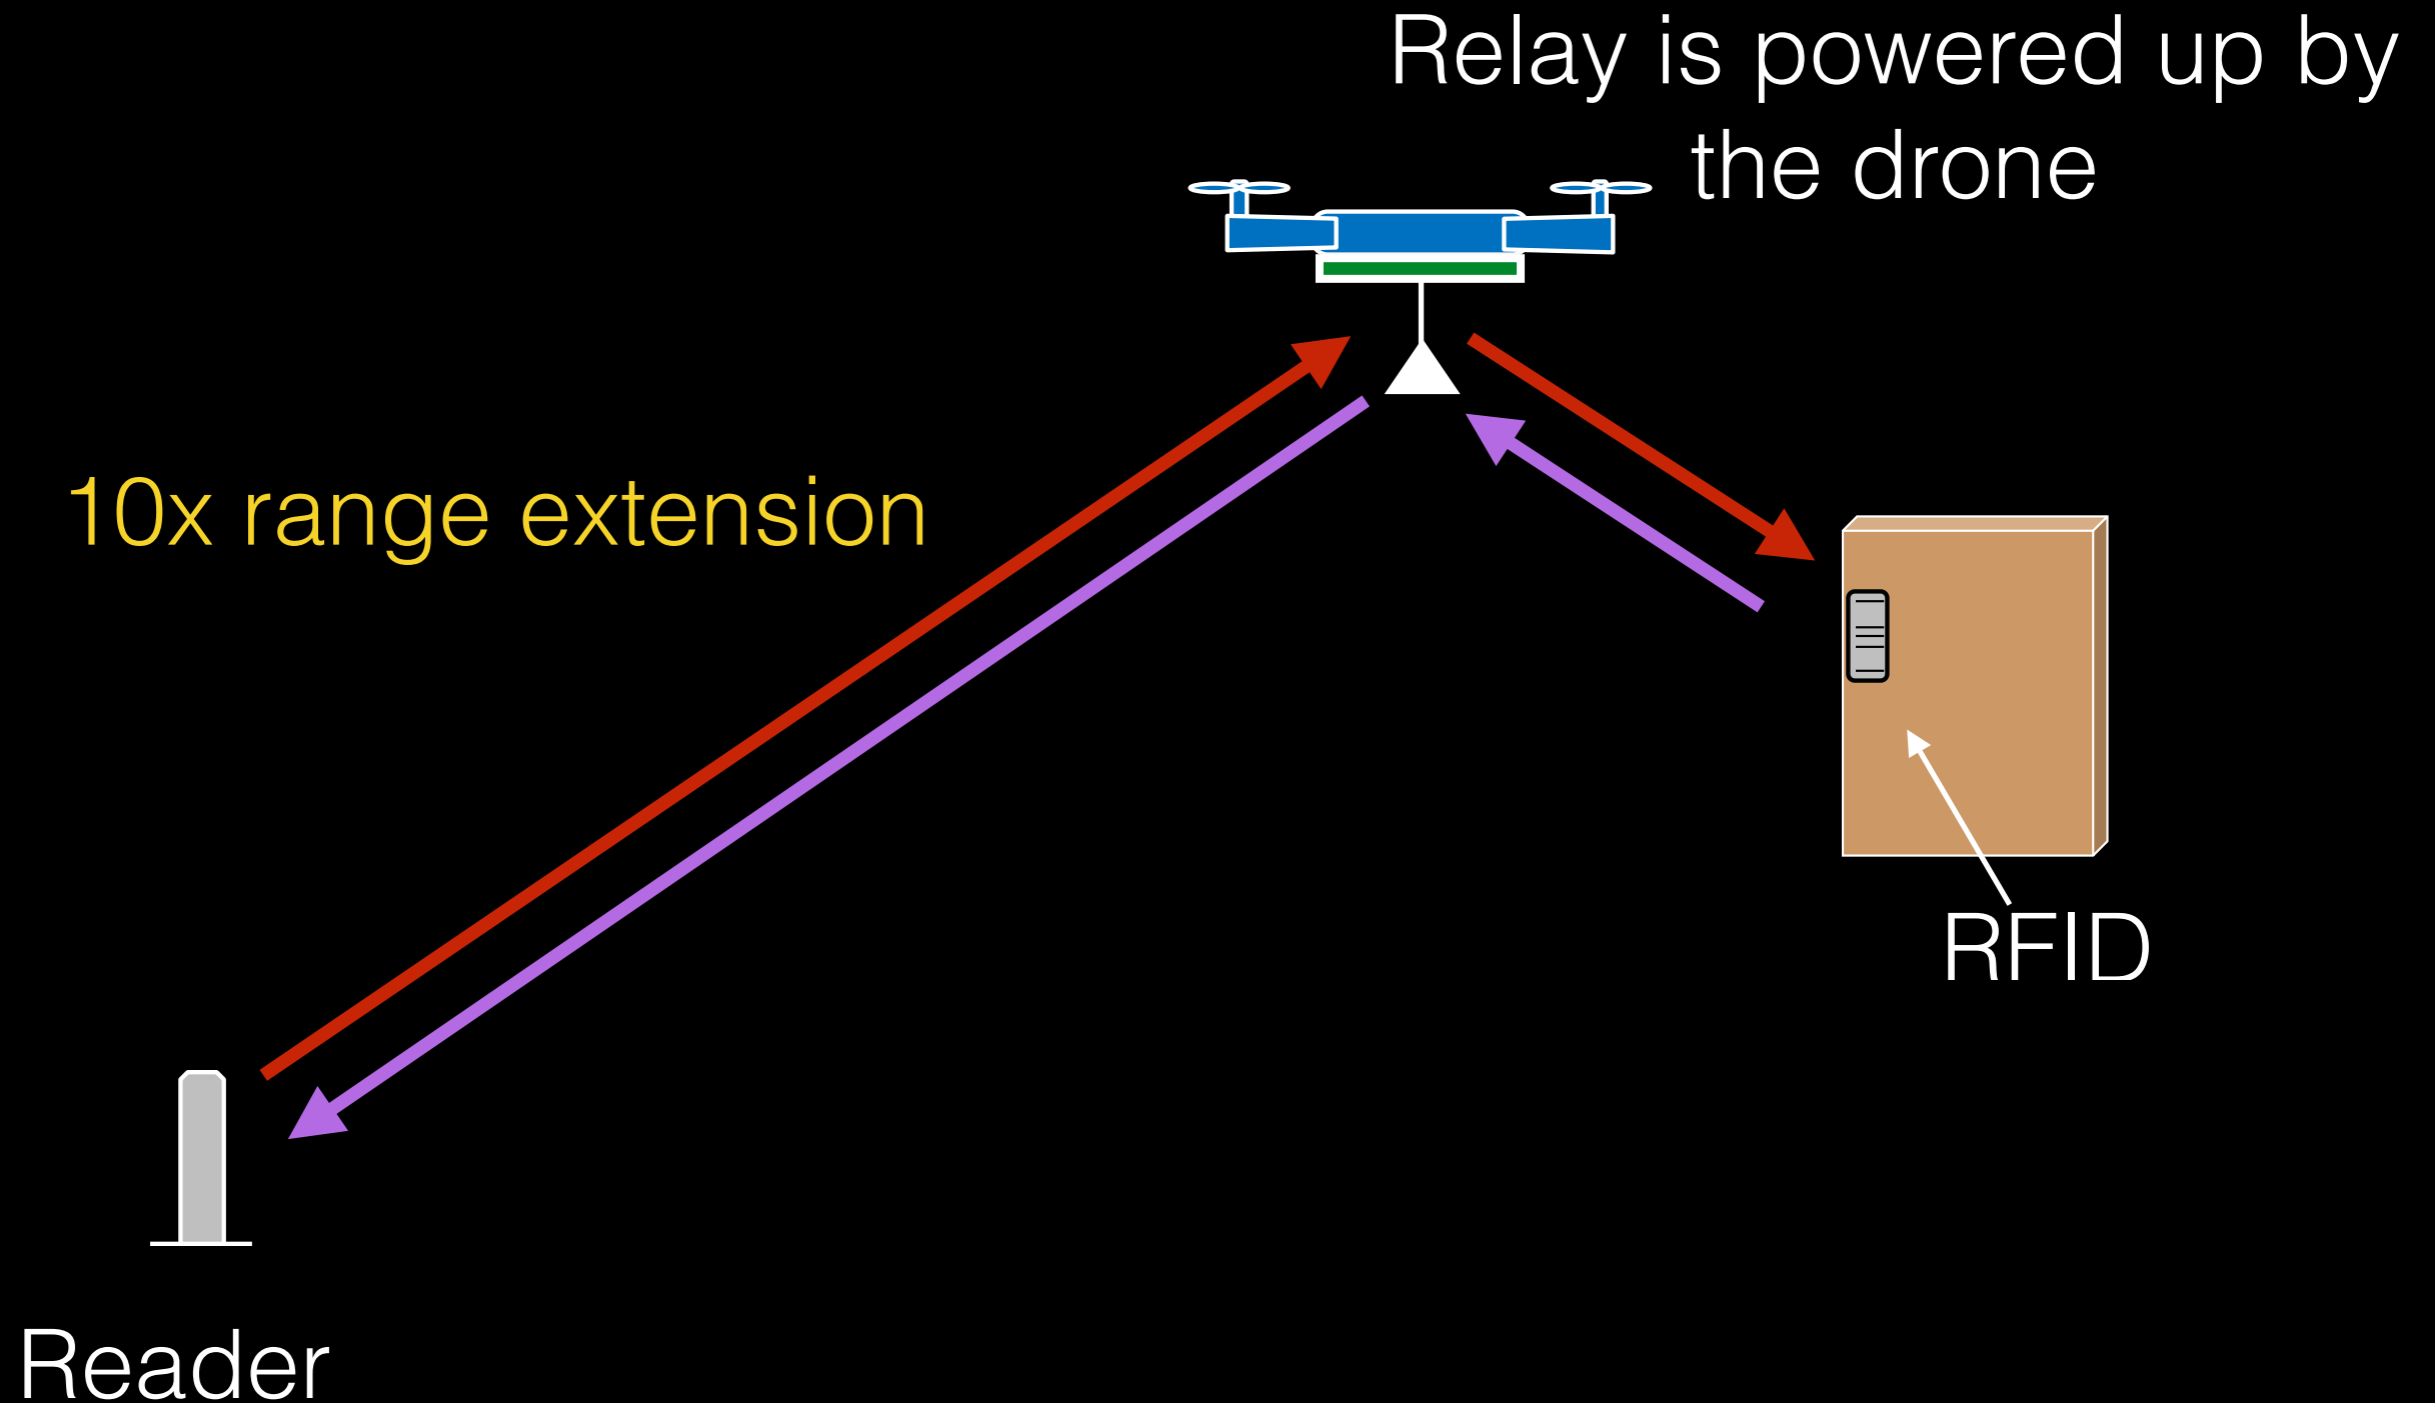 Relay is powered up by
the drone
10x range extension
RFID
Reader